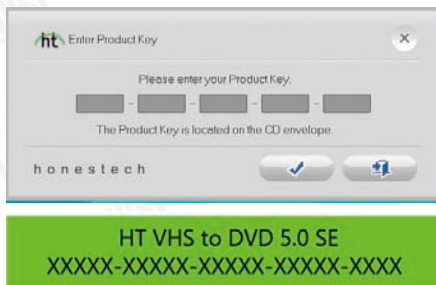 ht Enter Product Key
Please enter your Product Key.
- - - -
The Product Key is located on the CD envelope.
honestech
HT VHS to DVD 5.0 SE
XXXXX-XXXXX-XXXXX-XXXXX-XXXX